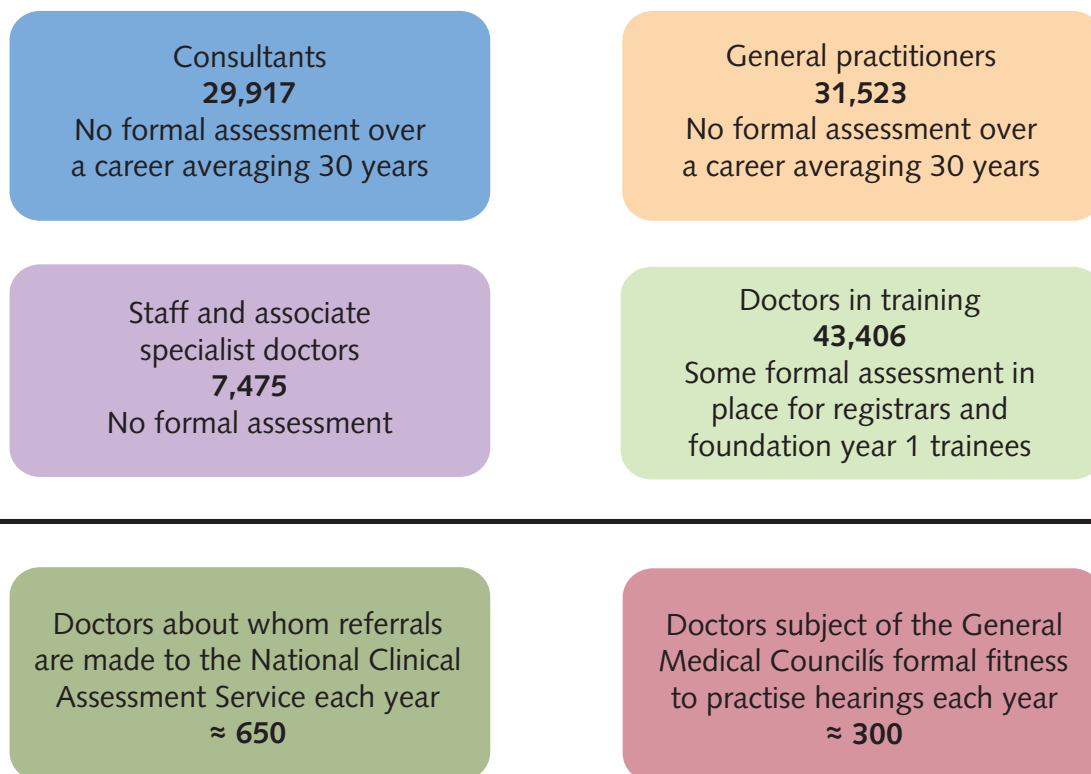 Consultants
29,917
No formal assessment over
a career averaging 30 years
General practitioners
31,523
No formal assessment over
a career averaging 30 years
Staff and associate
specialist doctors
7,475
No formal assessment
Doctors in training
43,406
Some formal assessment in
place for registrars and
foundation year 1 trainees
Doctors about whom referrals
are made to the National Clinical
Assessment Service each year
≈ 650
Doctors subject of the General
Medical Councilís formal fitness
to practise hearings each year
≈ 300